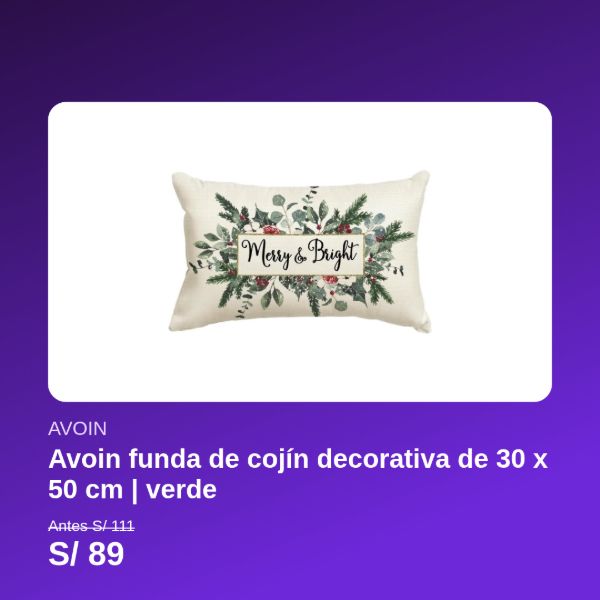 Merry & Bright
AVOIN
Avoin funda de cojín decorativa de 30 x
50 cm | verde
Antes S/ 111
S/ 89